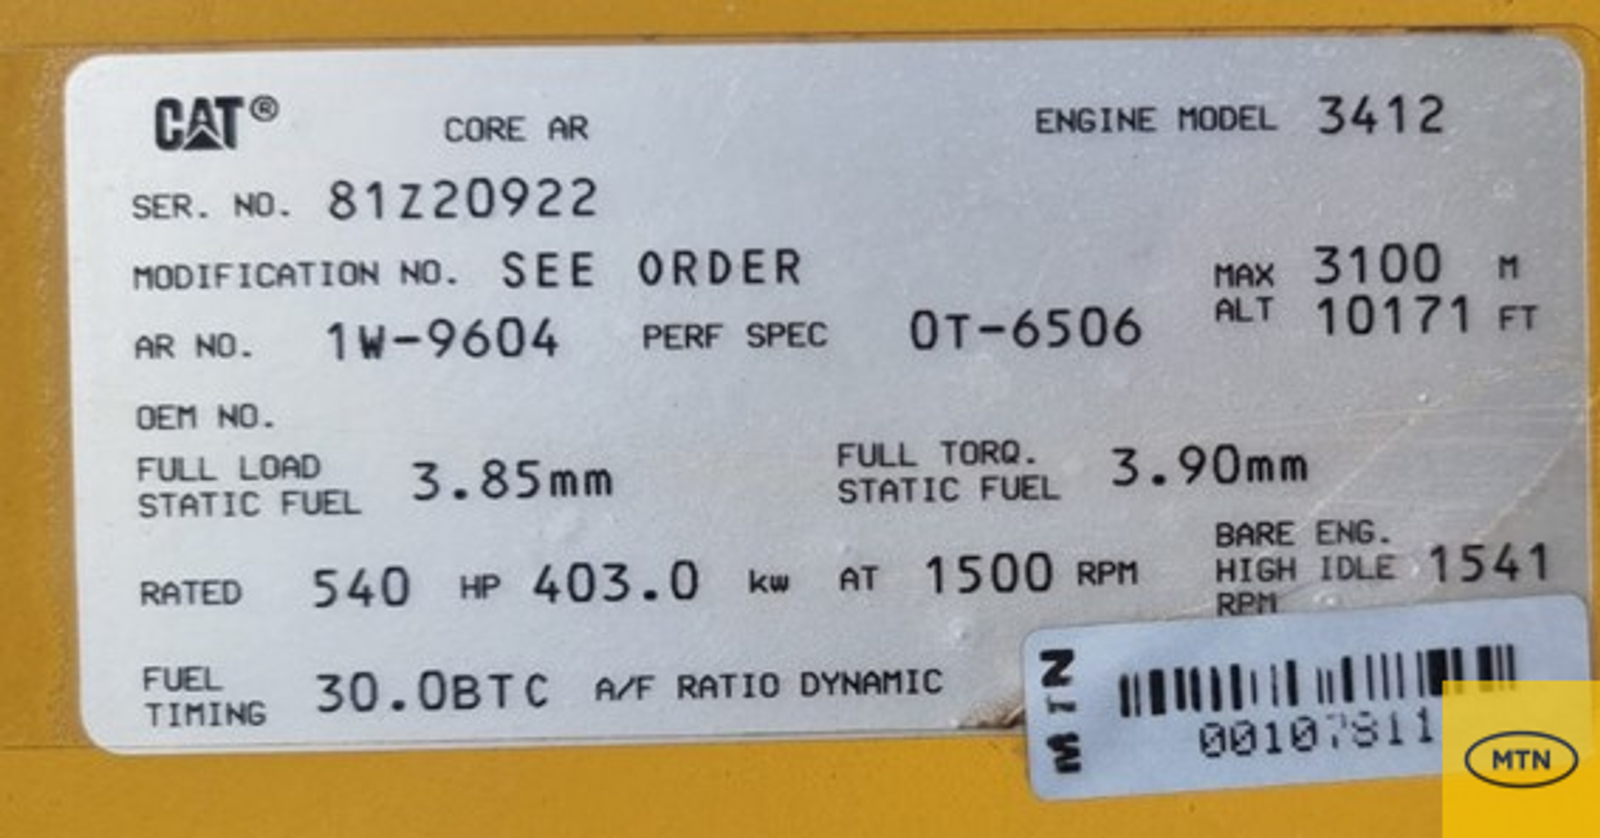 CAT® CORE AR ENGINE MODEL 3412
SER. NO. 81Z20922
MODIFICATION NO. SEE ORDER
MAX ALT 3100 M 10171 FT
AR NO. 1W-9604 PERF SPEC 0T-6506
OEM NO.
FULL LOAD STATIC FUEL 3.85mm
FULL TORQ. STATIC FUEL 3.90mm
RATED 540 HP 403.0 kw AT 1500 RPM
BARE ENG. HIGH IDLE RPM 1541
FUEL TIMING 30.0BTC A/F RATIO DYNAMIC
MTN
MTN